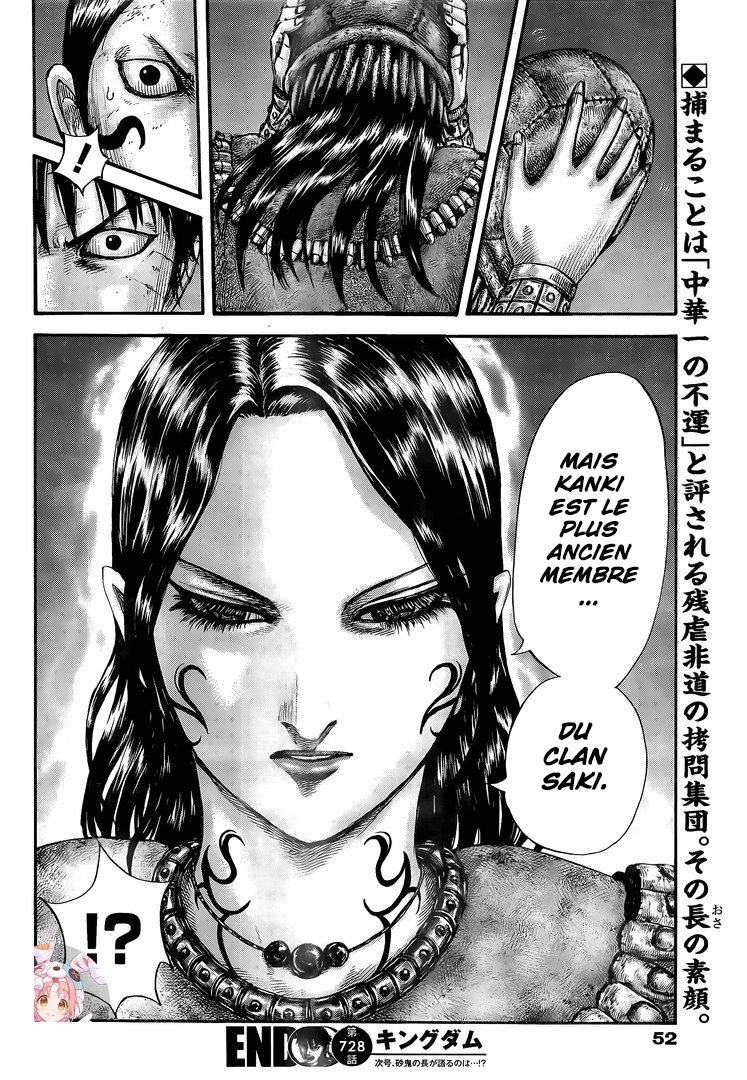 ◆捕まることは「中華一の不運」と評される残虐非道の拷問集団。その長の素顔。
おさ
!
MAIS
KANKI
EST LE
PLUS
ANCIEN
MEMBRE
...
DU
CLAN
SAKI.
!?
END
第
728
話
キングダム
次号、砂鬼の長が語るのは…!?
52